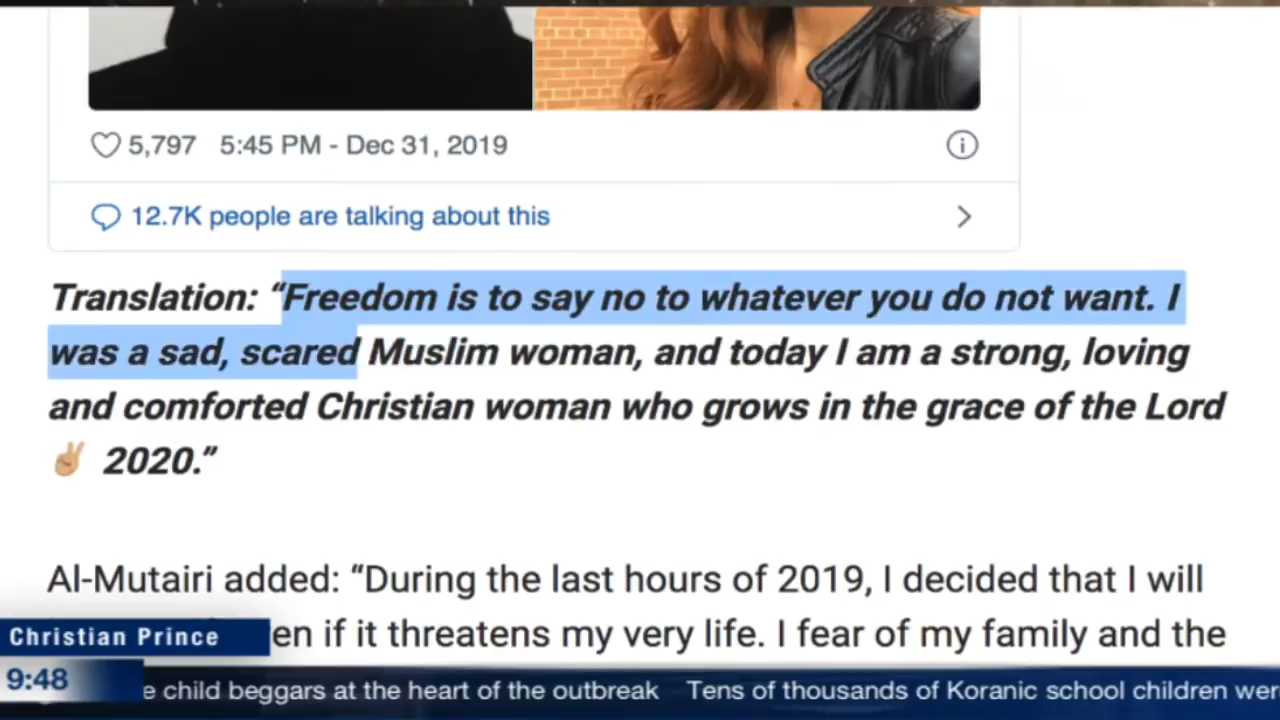 5,797 5:45 PM - Dec 31, 2019
12.7K people are talking about this
Translation: “Freedom is to say no to whatever you do not want. I
was a sad, scared Muslim woman, and today I am a strong, loving
and comforted Christian woman who grows in the grace of the Lord
✌🏼 2020.”
Al-Mutairi added: “During the last hours of 2019, I decided that I will
en if it threatens my very life. I fear of my family and the
Christian Prince
9:48
e child beggars at the heart of the outbreak Tens of thousands of Koranic school children wer